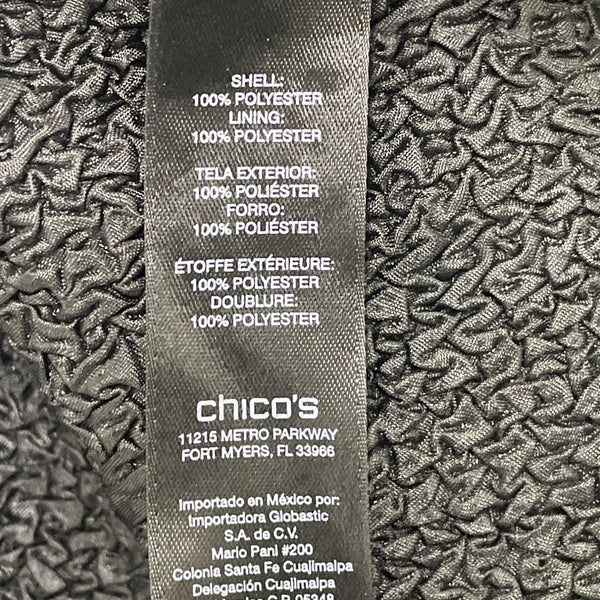 SHELL:
100% POLYESTER
LINING:
100% POLYESTER
TELA EXTERIOR:
100% POLIÉSTER
FORRO:
100% POLIÉSTER
ÉTOFFE EXTÉRIEURE:
100% POLYESTER
DOUBLURE:
100% POLYESTER
chico's
11215 METRO PARKWAY
FORT MYERS, FL 33966
Importado en México por:
Importadora Globastic
S.A. de C.V.
Mario Pani #200
Colonia Santa Fe Cuajimalpa
Delegación Cuajimalpa
C.P. 05348